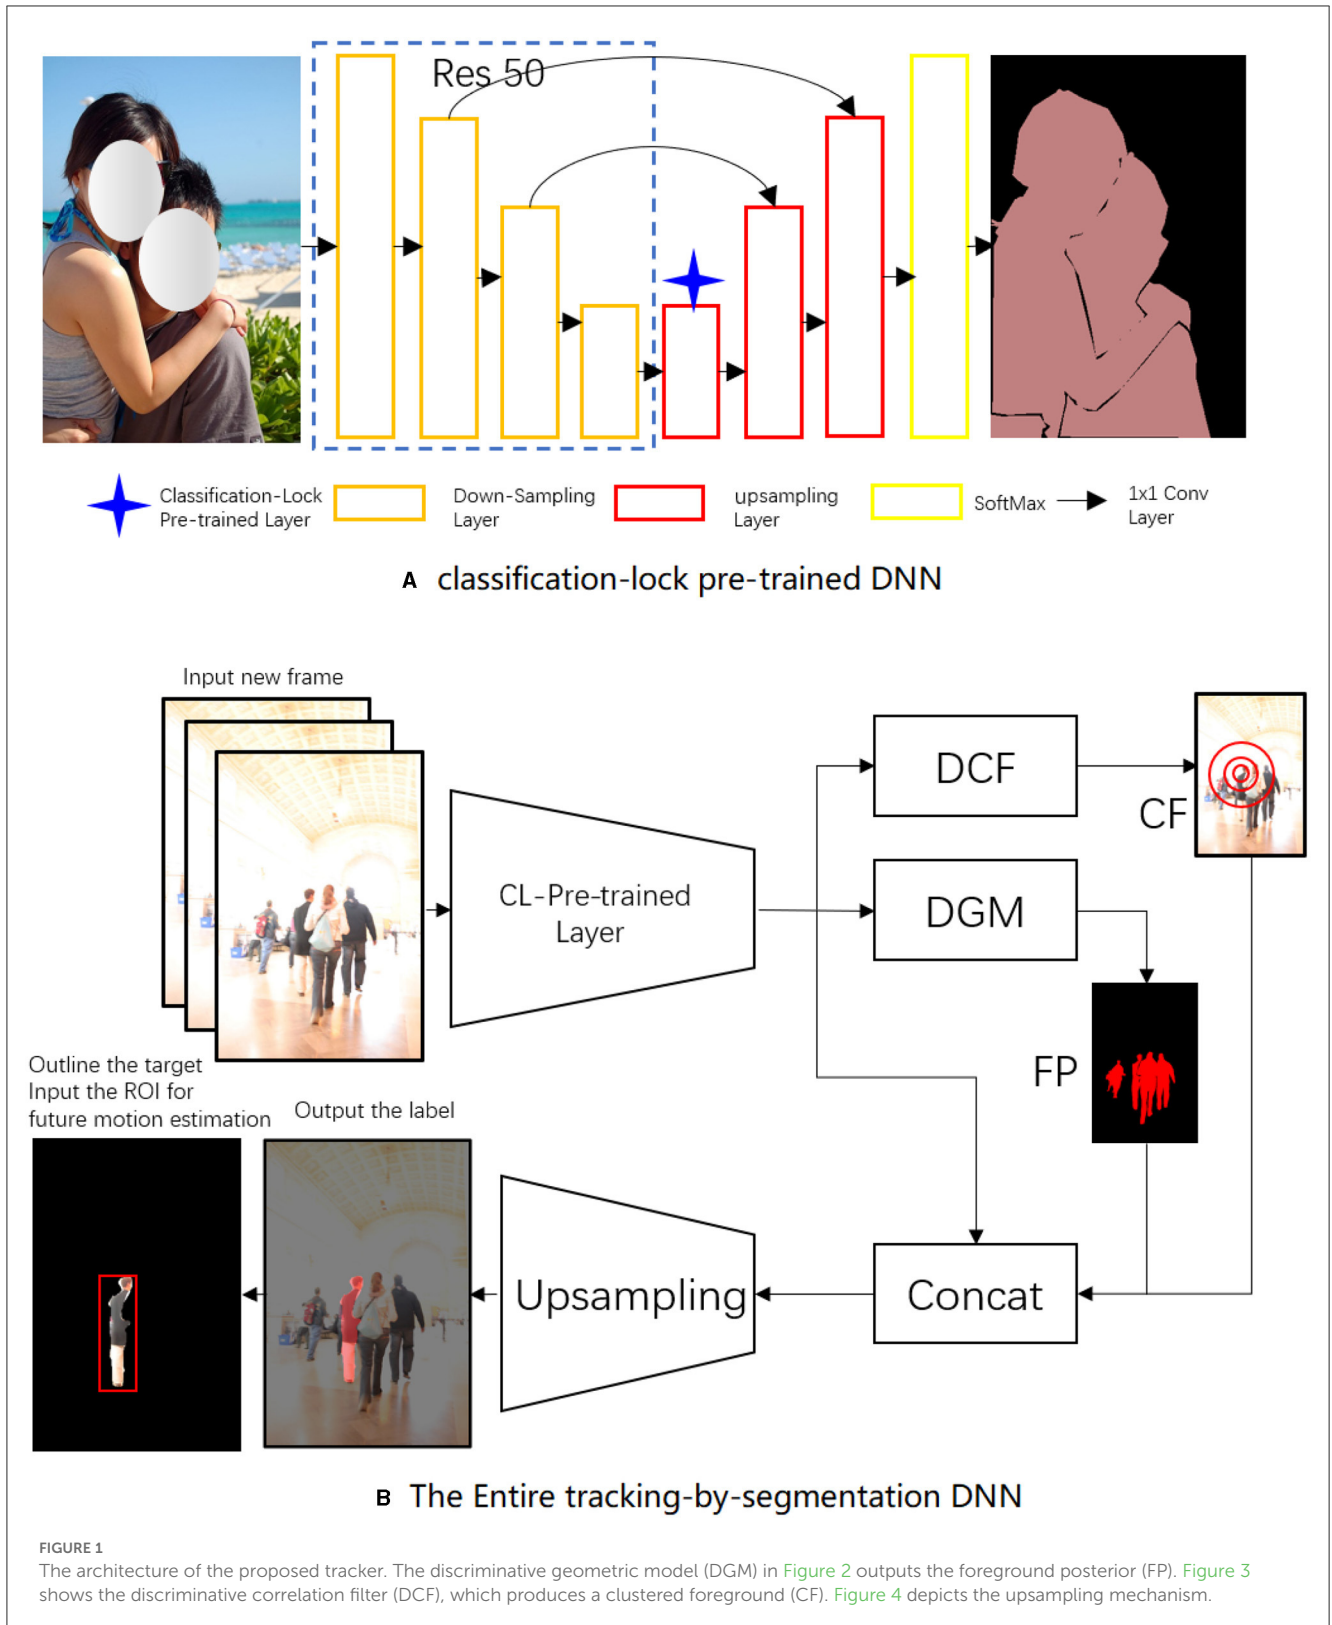 Res 50
Classification-Lock
Pre-trained Layer
Down-Sampling
Layer
upsampling
Layer
SoftMax
1x1 Conv
Layer
A classification-lock pre-trained DNN
Input new frame
CL-Pre-trained
Layer
DCF
CF
DGM
FP
Outline the target
Input the ROI for
future motion estimation
Output the label
Upsampling
Concat
B The Entire tracking-by-segmentation DNN
FIGURE 1
The architecture of the proposed tracker. The discriminative geometric model (DGM) in Figure 2 outputs the foreground posterior (FP). Figure 3
shows the discriminative correlation filter (DCF), which produces a clustered foreground (CF). Figure 4 depicts the upsampling mechanism.